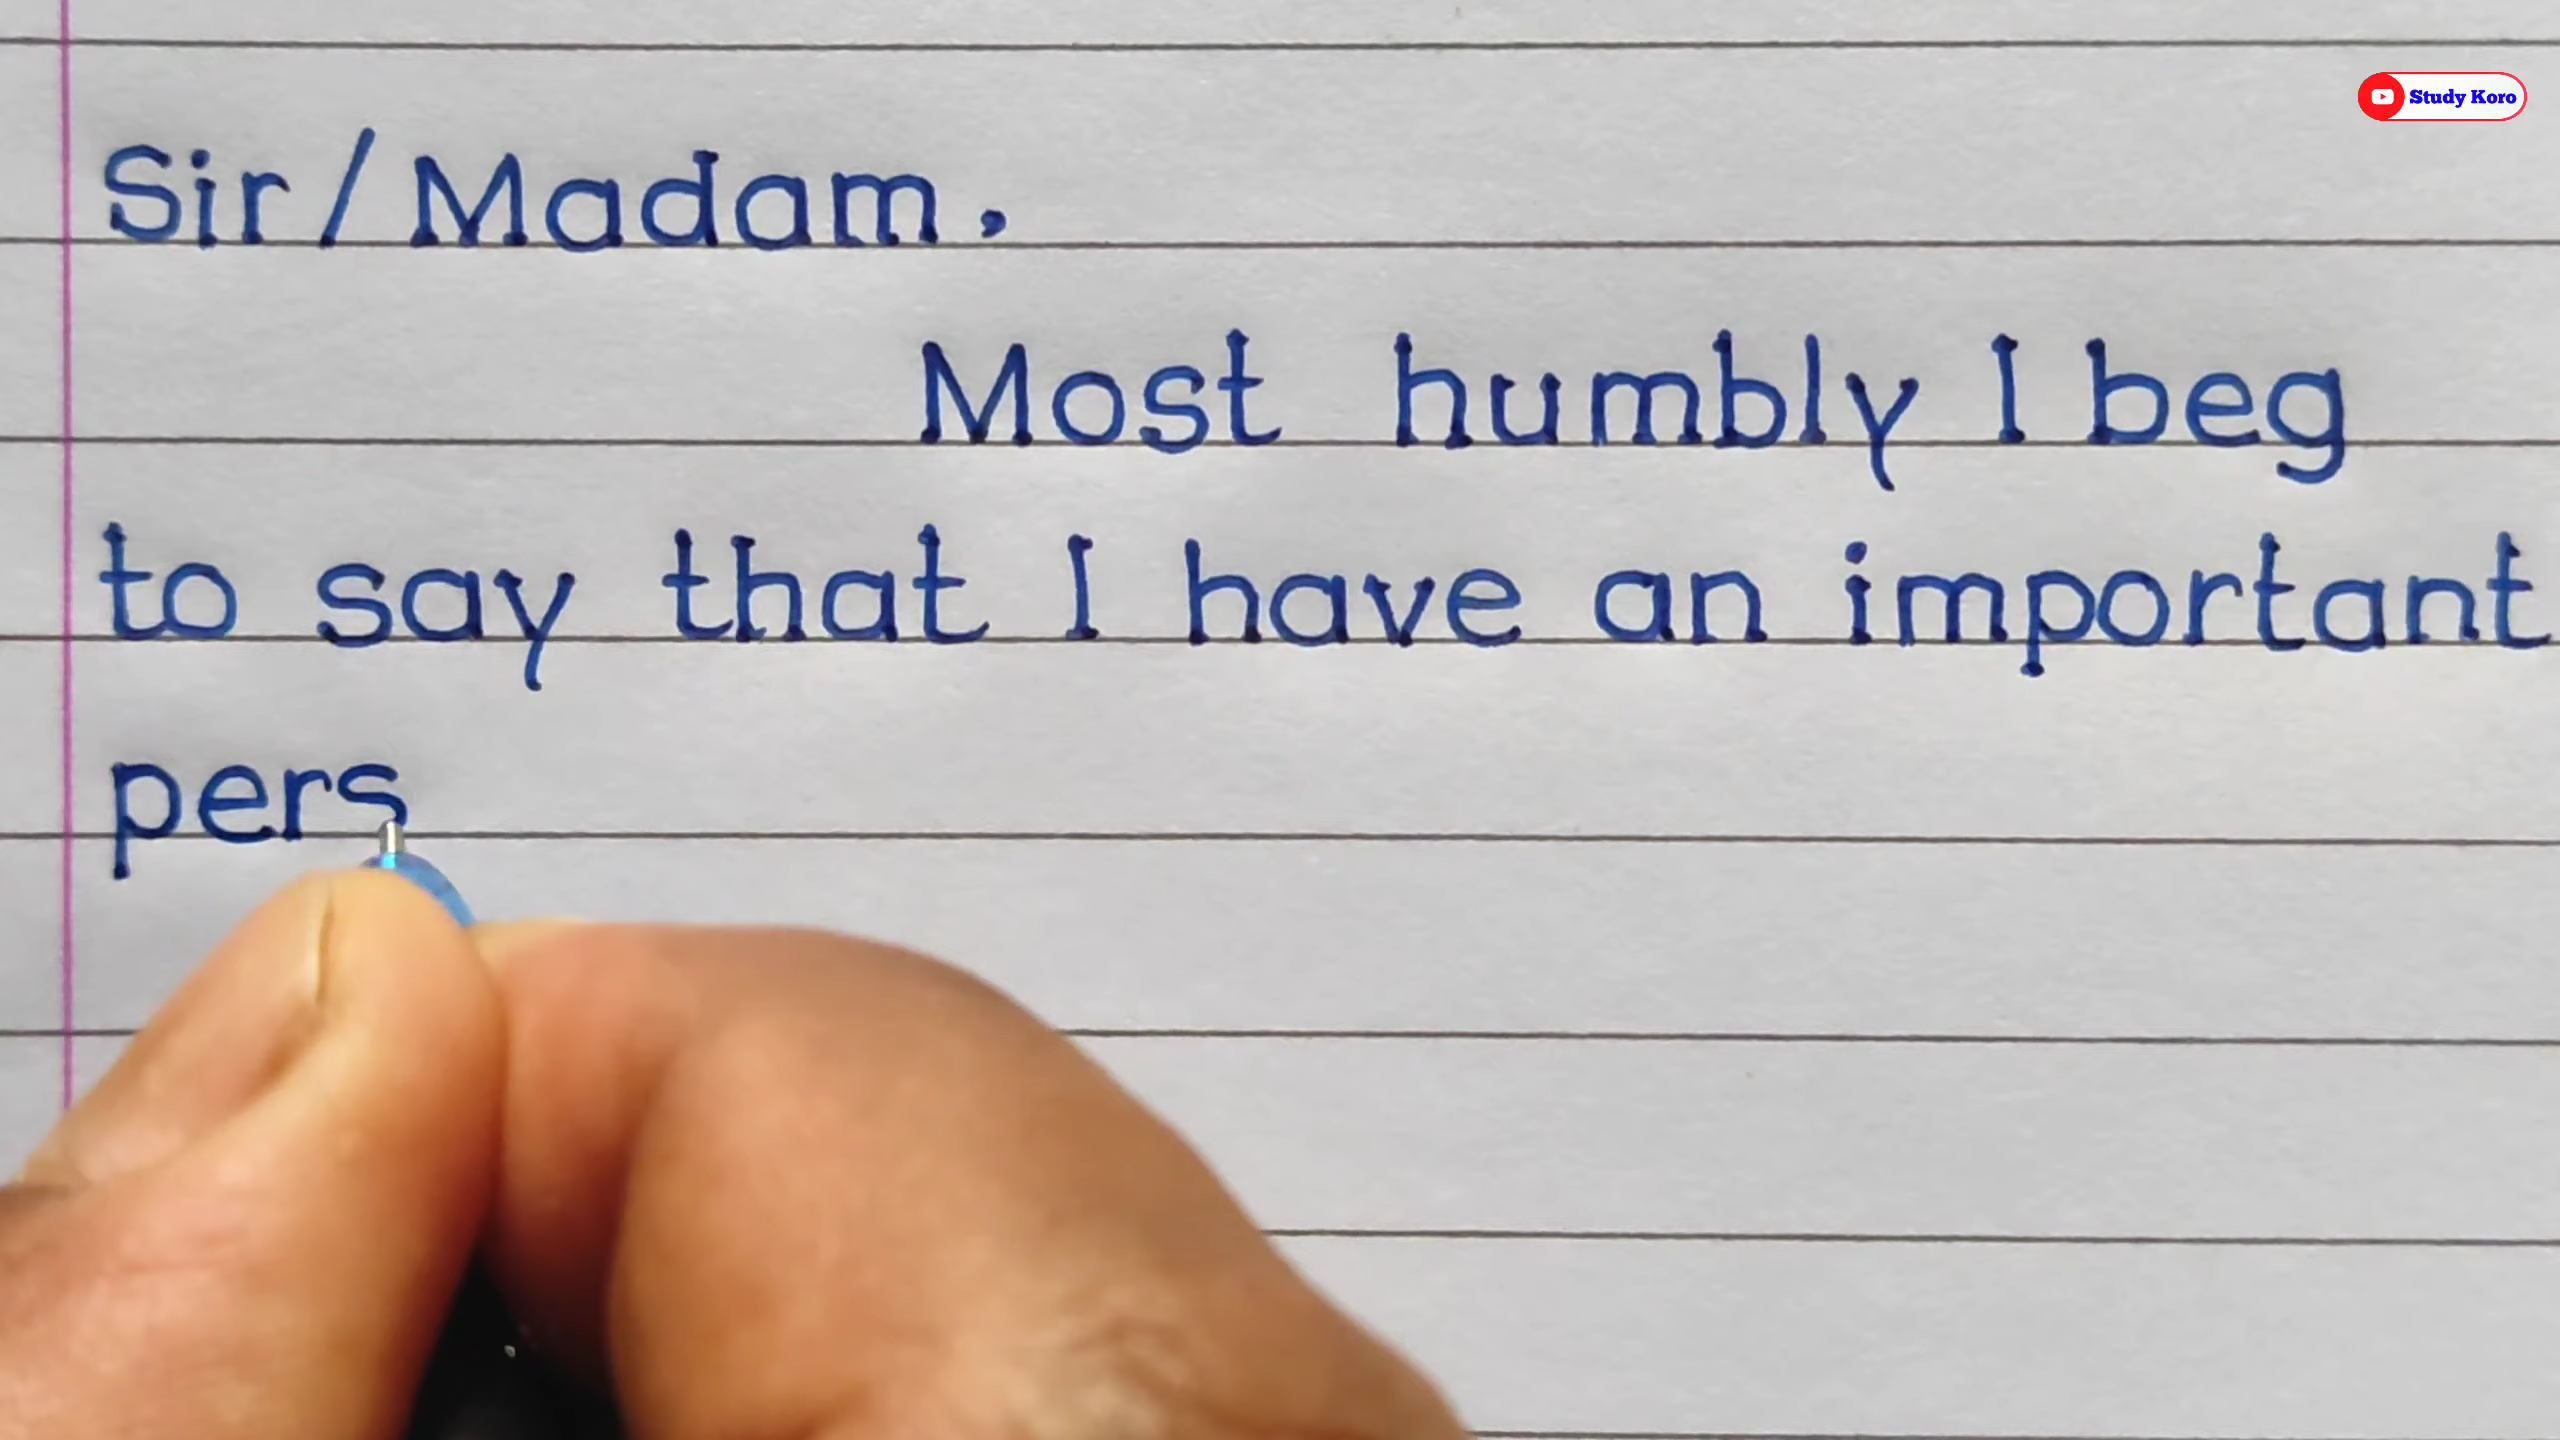 Study Koro
Sir/Madam,
Most humbly I beg
to say that I have an important
pers